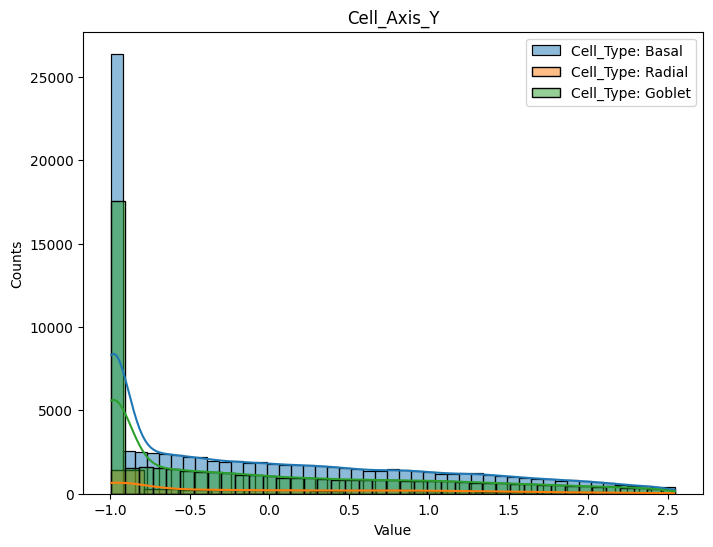 Cell_Axis_Y
Cell_Type: Basal
Cell_Type: Radial
Cell_Type: Goblet
Counts
25000
20000
15000
10000
5000
0
−1.0 −0.5 0.0 0.5 1.0 1.5 2.0 2.5
Value